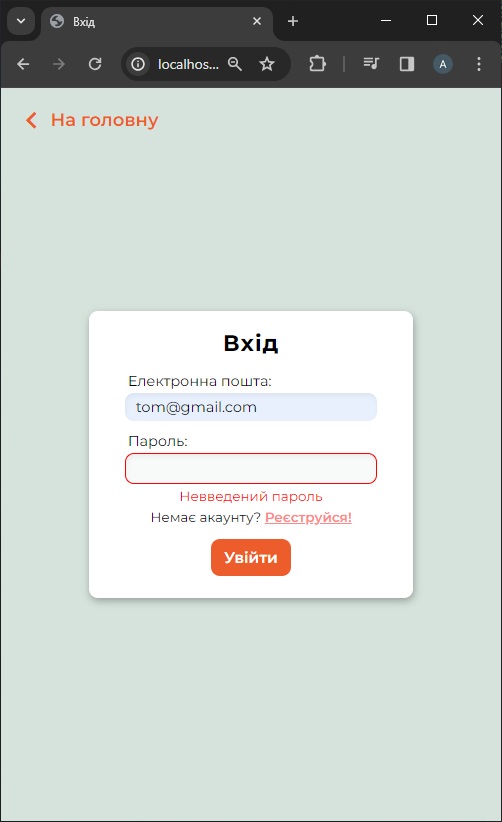 Вхід
localhos...
A
На головну
Вхід
Електронна пошта:
tom@gmail.com
Пароль:
Невведений пароль
Немає акаунту? Реєструйся!
Увійти